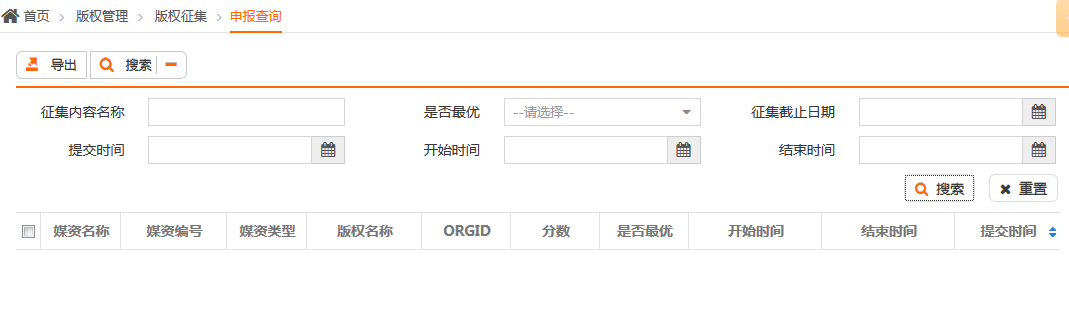 首页 版权管理 版权征集 申报查询
导出 搜索
征集内容名称 是否最优 --请选择-- 征集截止日期
提交时间 开始时间 结束时间
搜索 重置
媒资名称 媒资编号 媒资类型 版权名称 ORGID 分数 是否最优 开始时间 结束时间 提交时间